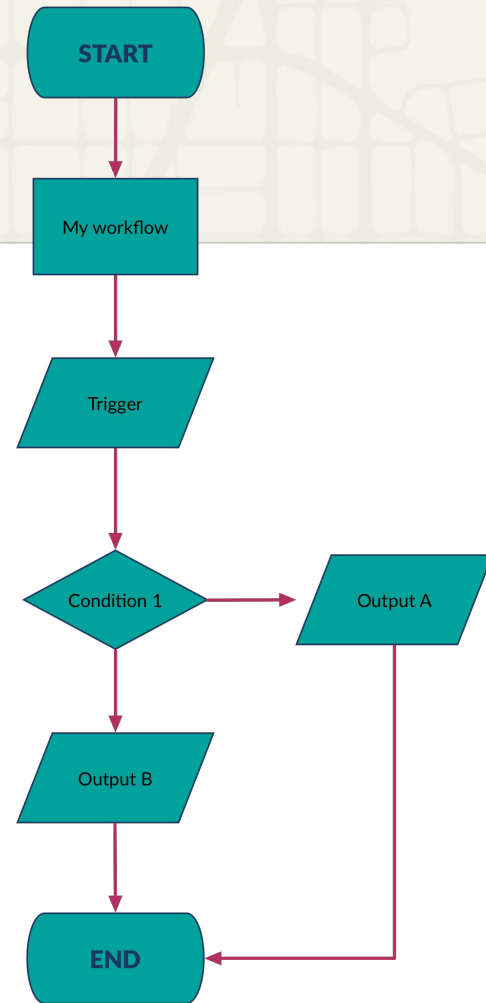 START
My workflow
Trigger
Condition 1
Output A
Output B
END